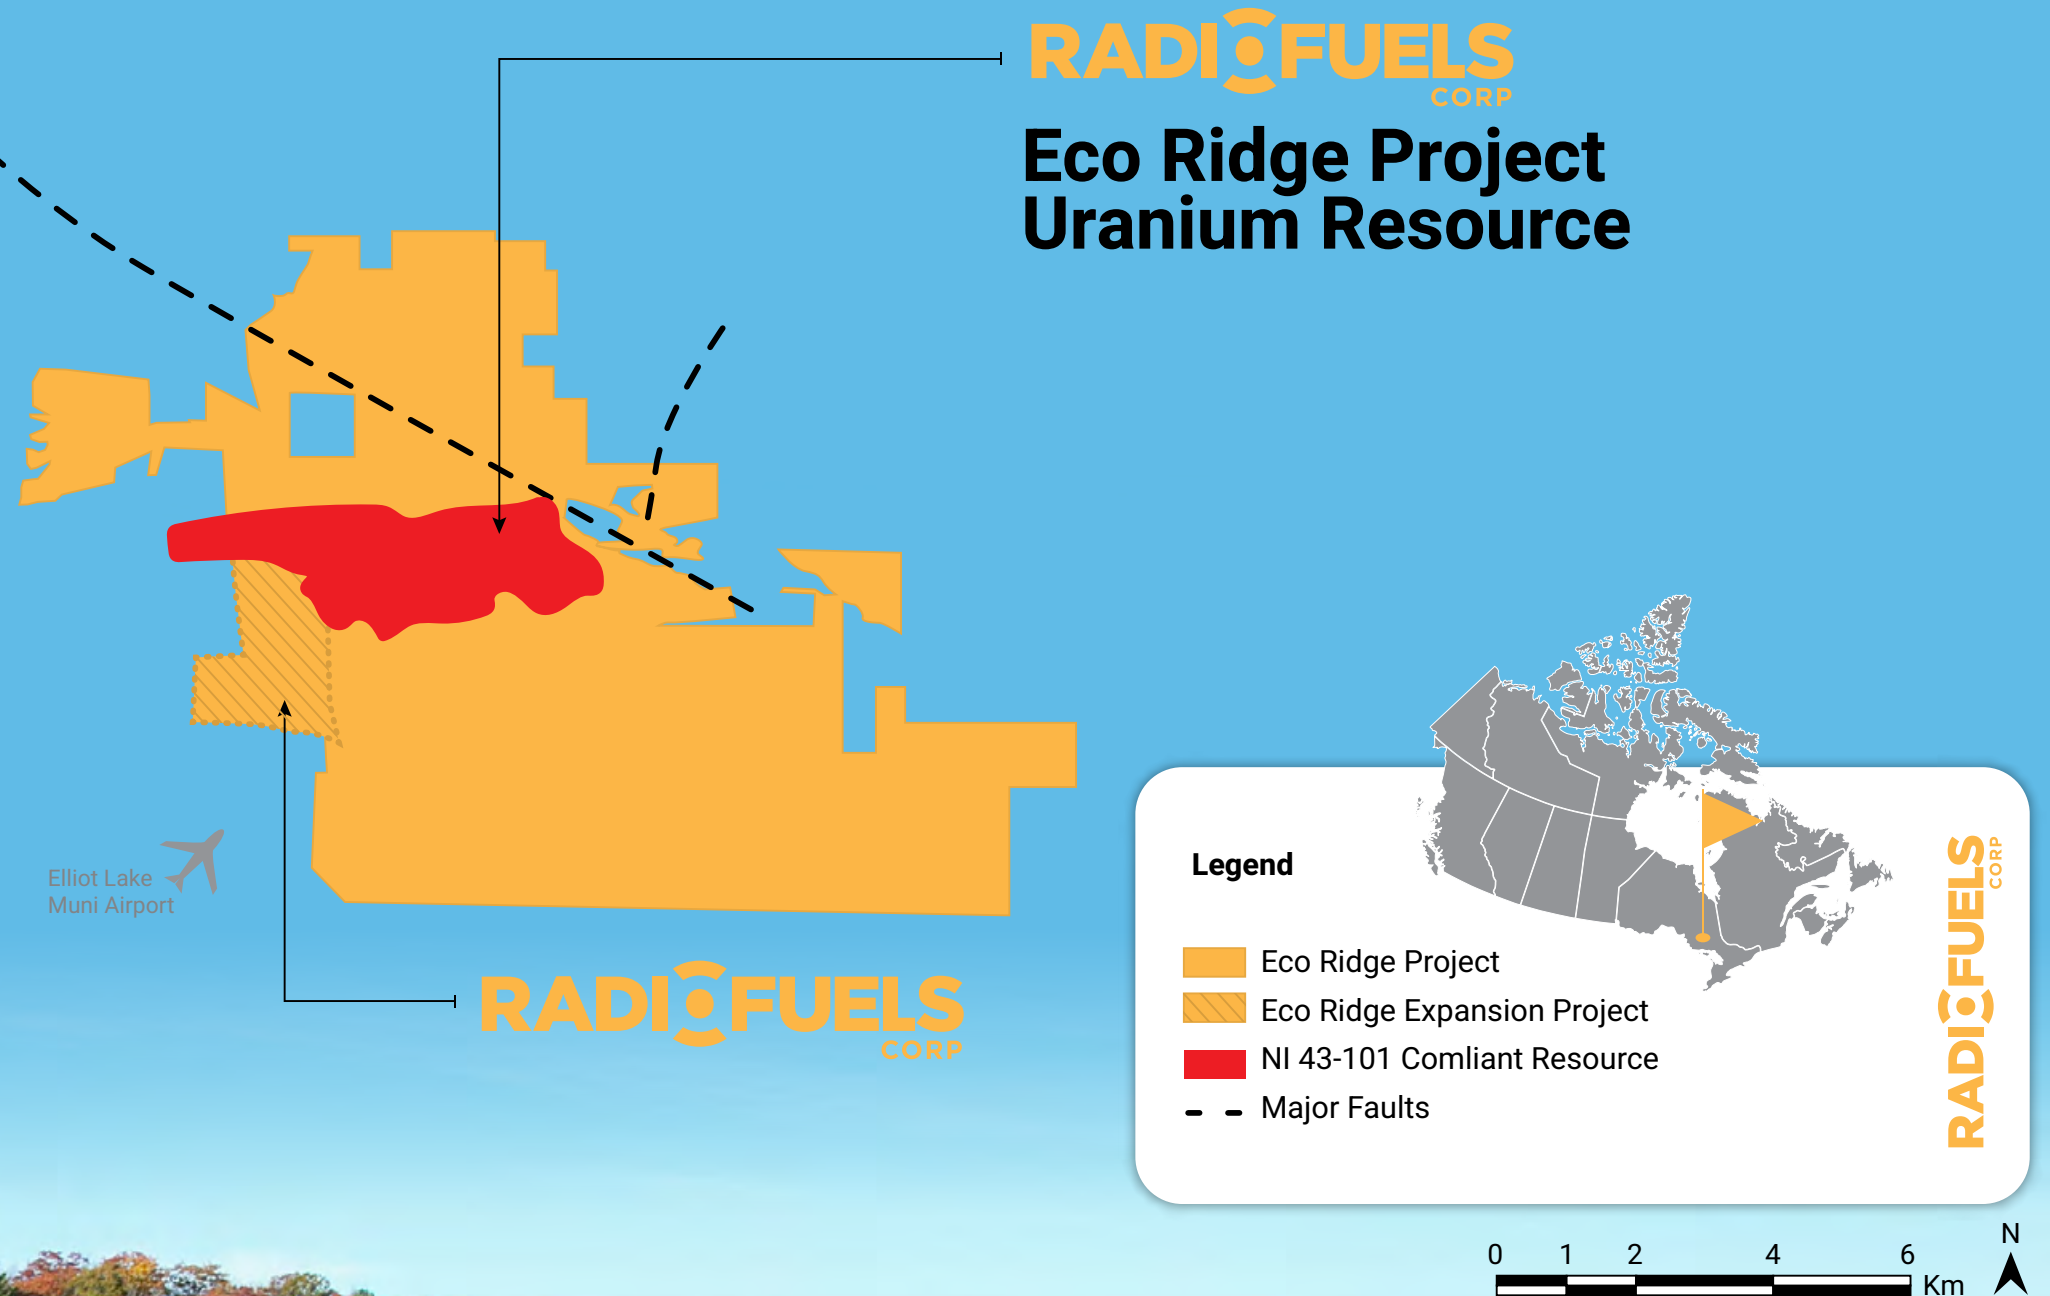 RADIOFUELS
CORP
Eco Ridge Project
Uranium Resource
Elliot Lake
Muni Airport
RADIOFUELS
CORP
Legend
Eco Ridge Project
Eco Ridge Expansion Project
NI 43-101 Comliant Resource
Major Faults
RADIOFUELS
CORP
0 1 2 4 6
Km
N